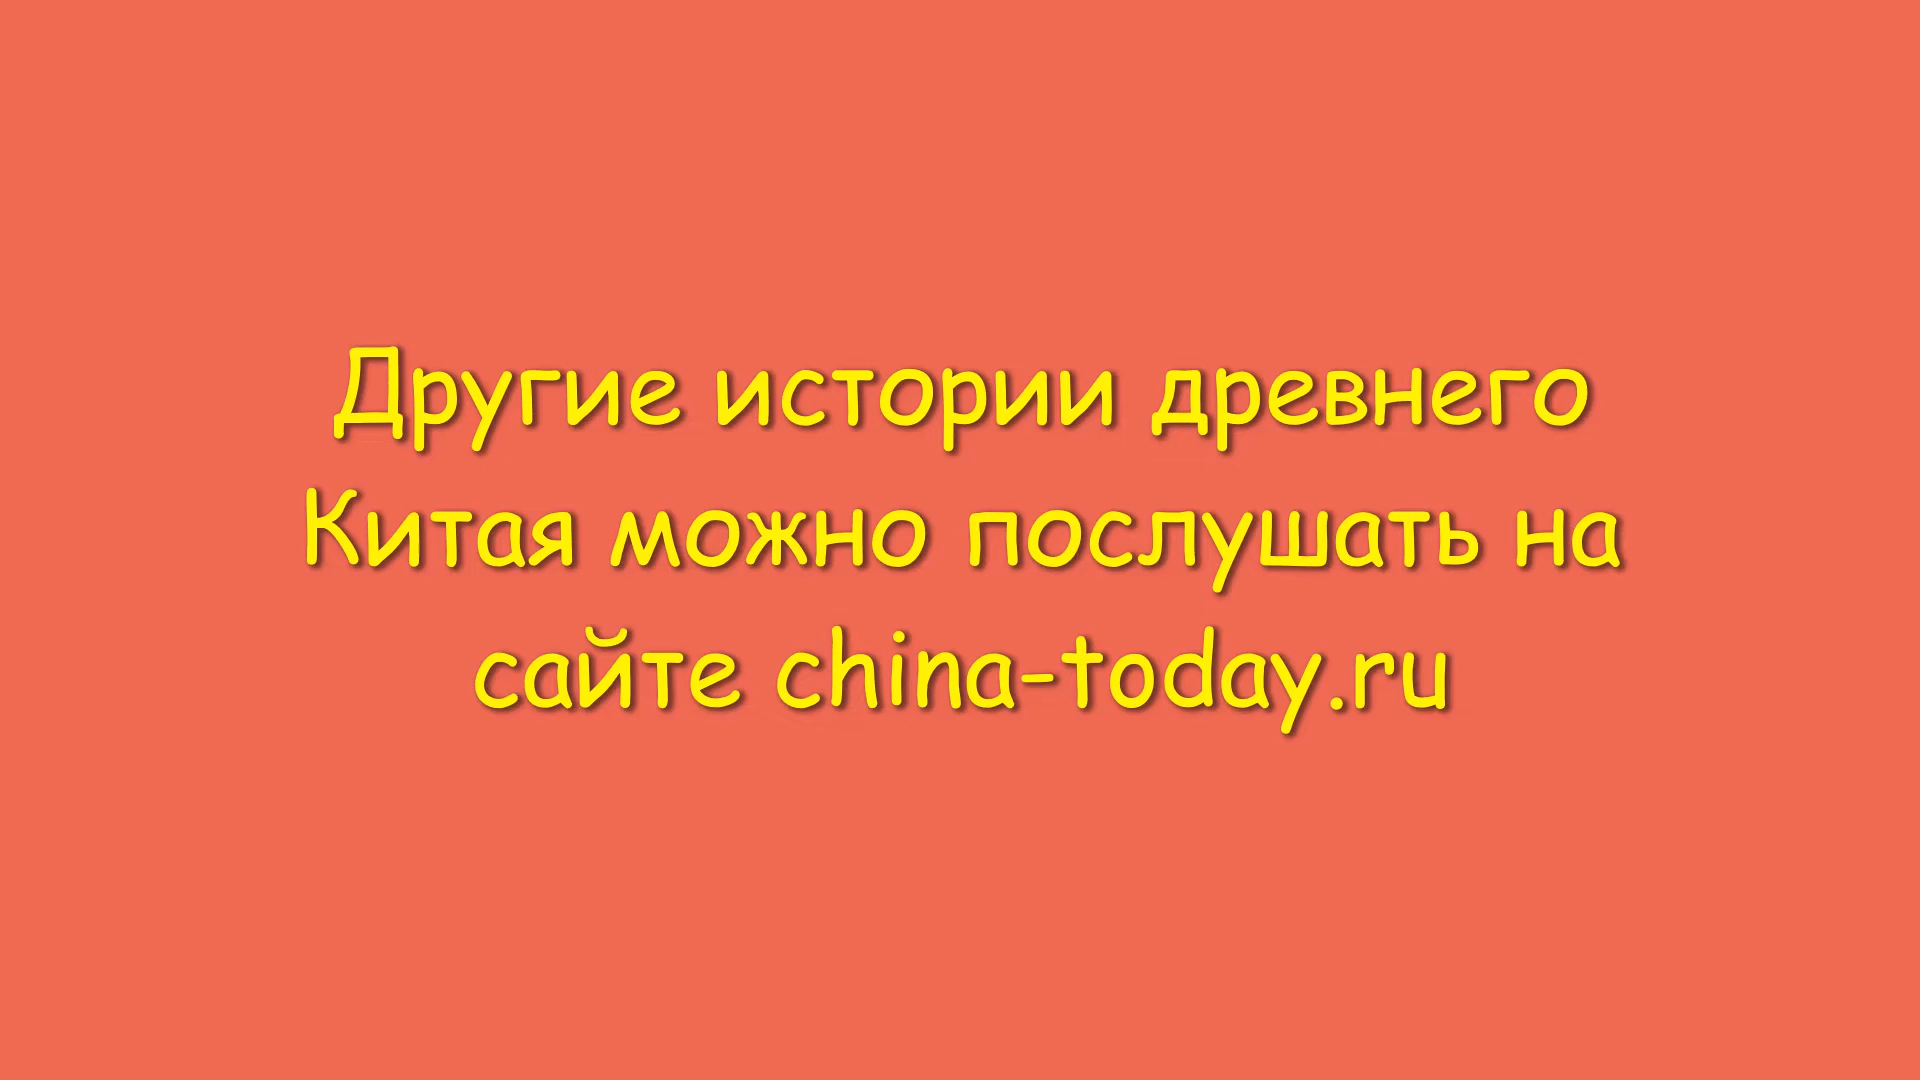 Другие истории древнего
Китая можно послушать на
сайте china-today.ru